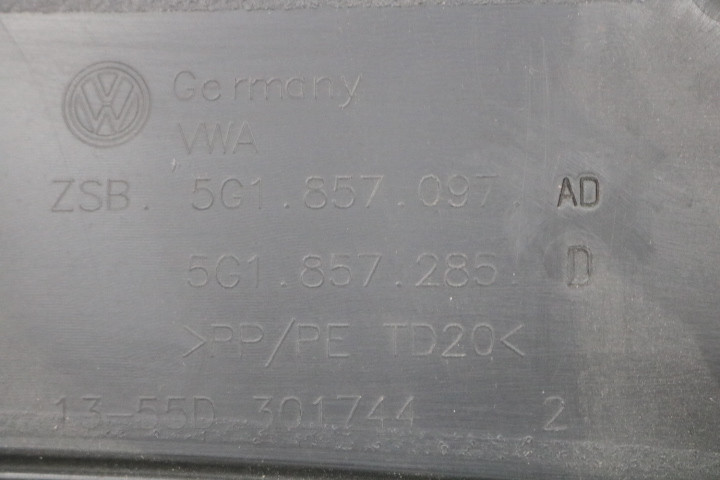 Germany
VWA
ZSB. 5G1.857.097. AD
5G1.857.285. D
>PP/PE TD20<
13-55D 301744 2